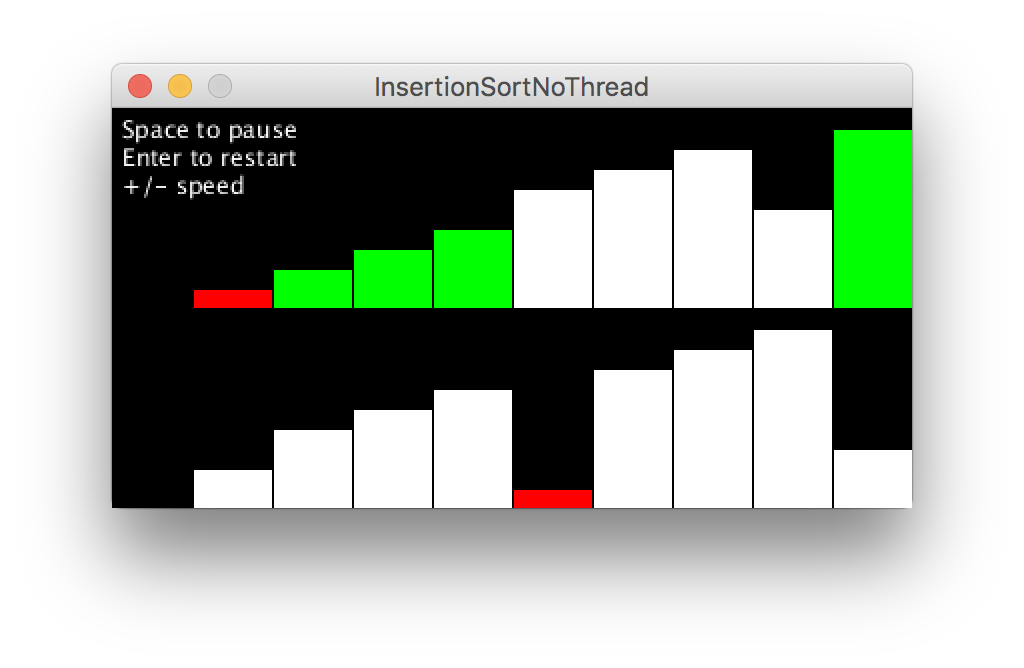 InsertionSortNoThread
Space to pause
Enter to restart
+/- speed